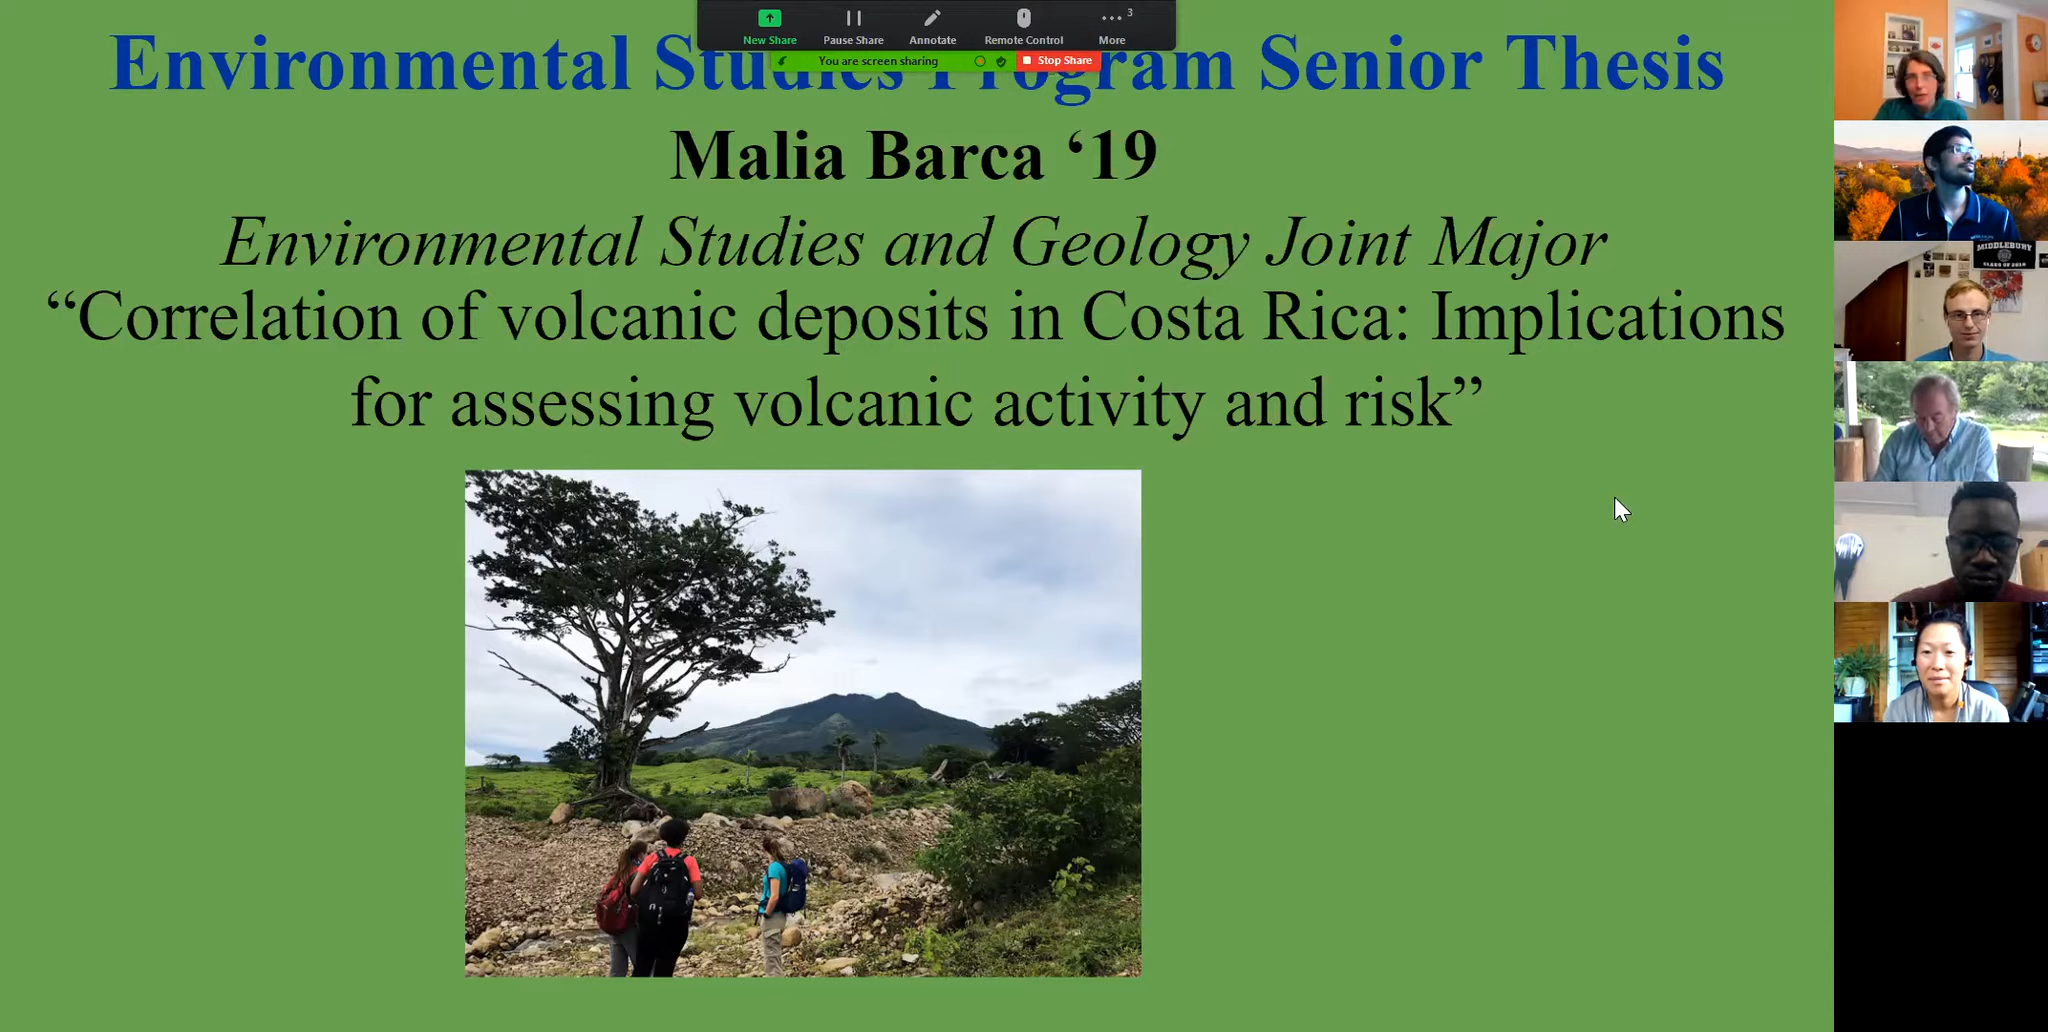 New Share
Pause Share
Annotate
Remote Control
More
3
You are screen sharing
Stop Share
Environmental Studies Program Senior Thesis
Malia Barca ‘19
Environmental Studies and Geology Joint Major
“Correlation of volcanic deposits in Costa Rica: Implications
for assessing volcanic activity and risk”
MIDDLEBURY